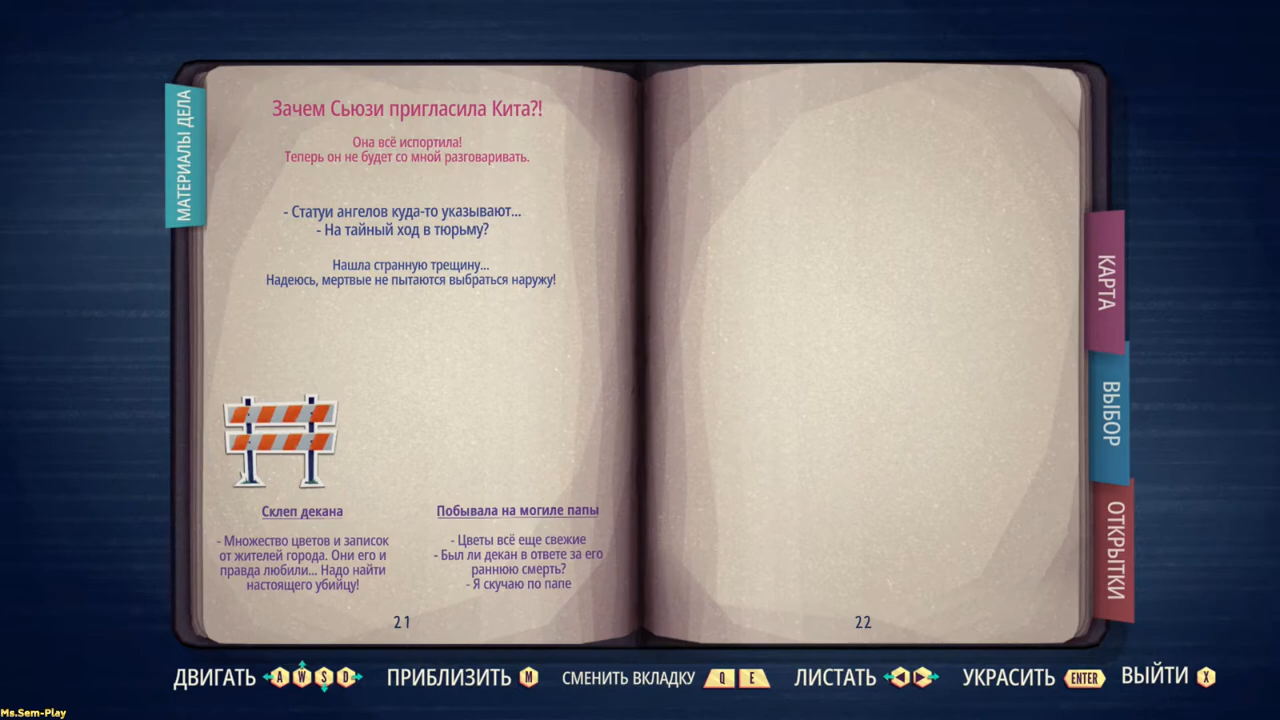 МАТЕРИАЛЫ ДЕЛА
Зачем Сьюзи пригласила Кита?!
Она всё испортила!
Теперь он не будет со мной разговаривать.
- Статуи ангелов куда-то указывают...
- На тайный ход в тюрьму?
Нашла странную трещину...
Надеюсь, мертвые не пытаются выбраться наружу!
Склеп декана
- Множество цветов и записок
от жителей города. Они его и
правда любили... Надо найти
настоящего убийцу!
Побывала на могиле папы
- Цветы всё еще свежие
- Был ли декан в ответе за его
раннюю смерть?
- Я скучаю по папе
21
22
КАРТА
ВЫБОР
ОТКРЫТКИ
ДВИГАТЬ A W S D ПРИБЛИЗИТЬ M СМЕНИТЬ ВКЛАДКУ Q E ЛИСТАТЬ УКРАСИТЬ ENTER ВЫЙТИ X
Ms.Sem-Play